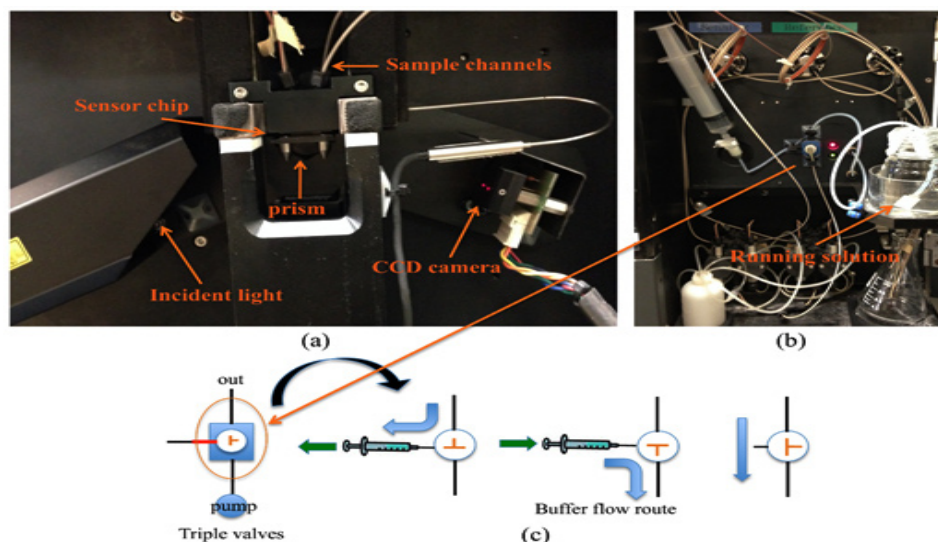 Sample channels
Sensor chip
prism
CCD camera
Incident light
Running solution
(a)
(b)
out
pump
Triple valves
Buffer flow route
(c)